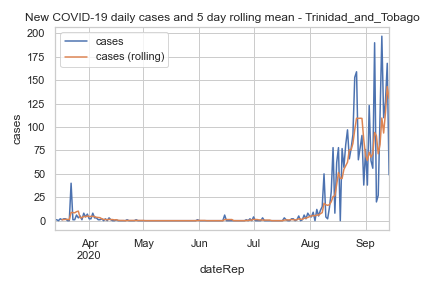 New COVID-19 daily cases and 5 day rolling mean - Trinidad_and_Tobago
cases
cases (rolling)
200
175
150
125
100
75
50
25
0
cases
Apr
2020
May
Jun
Jul
Aug
Sep
dateRep